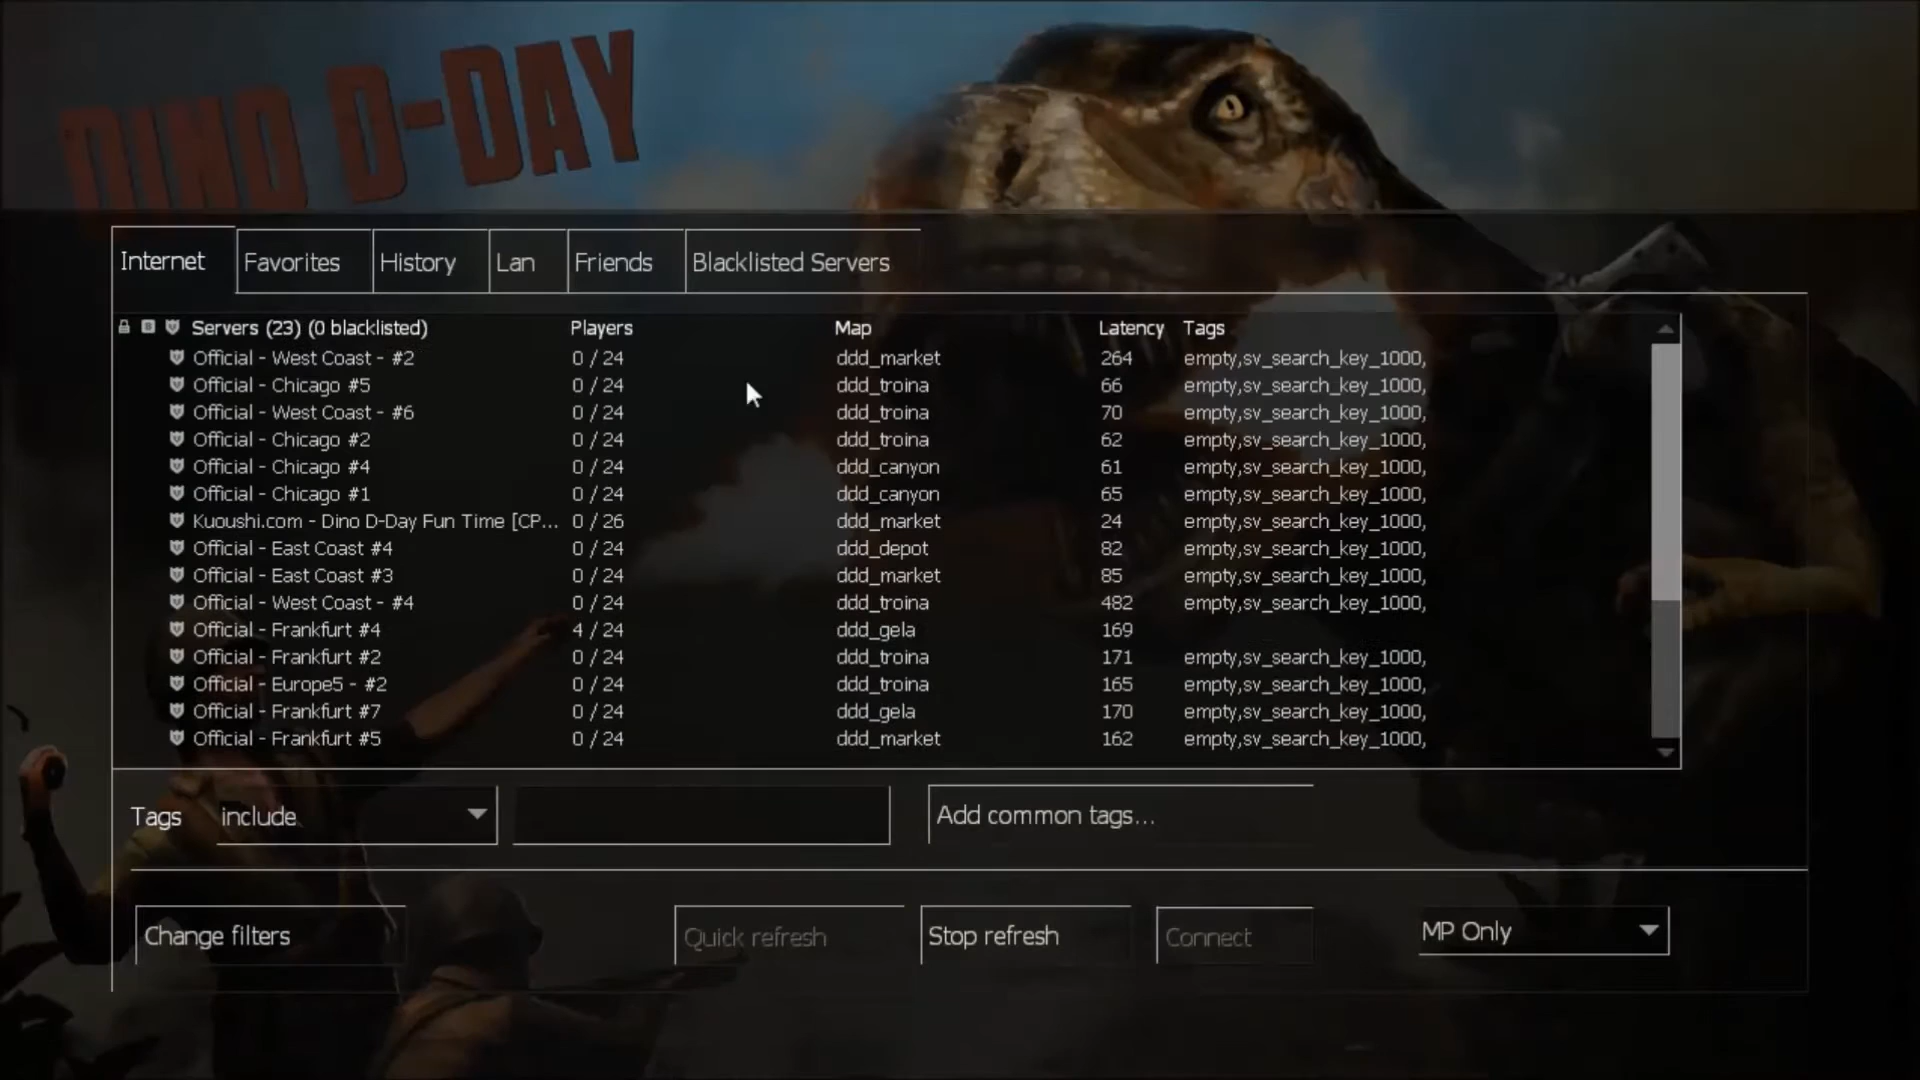 DINO D-DAY
Internet Favorites History Lan Friends Blacklisted Servers
Servers (23) (0 blacklisted) Players Map Latency Tags
Official - West Coast - #2 0 / 24 ddd_market 264 empty,sv_search_key_1000,
Official - Chicago #5 0 / 24 ddd_troina 66 empty,sv_search_key_1000,
Official - West Coast - #6 0 / 24 ddd_troina 70 empty,sv_search_key_1000,
Official - Chicago #2 0 / 24 ddd_troina 62 empty,sv_search_key_1000,
Official - Chicago #4 0 / 24 ddd_canyon 61 empty,sv_search_key_1000,
Official - Chicago #1 0 / 24 ddd_canyon 65 empty,sv_search_key_1000,
Kuoushi.com - Dino D-Day Fun Time [CP... 0 / 26 ddd_market 24 empty,sv_search_key_1000,
Official - East Coast #4 0 / 24 ddd_depot 82 empty,sv_search_key_1000,
Official - East Coast #3 0 / 24 ddd_market 85 empty,sv_search_key_1000,
Official - West Coast - #4 0 / 24 ddd_troina 482 empty,sv_search_key_1000,
Official - Frankfurt #4 4 / 24 ddd_gela 169
Official - Frankfurt #2 0 / 24 ddd_troina 171 empty,sv_search_key_1000,
Official - Europe5 - #2 0 / 24 ddd_troina 165 empty,sv_search_key_1000,
Official - Frankfurt #7 0 / 24 ddd_gela 170 empty,sv_search_key_1000,
Official - Frankfurt #5 0 / 24 ddd_market 162 empty,sv_search_key_1000,
Tags include Add common tags...
Change filters Quick refresh Stop refresh Connect MP Only